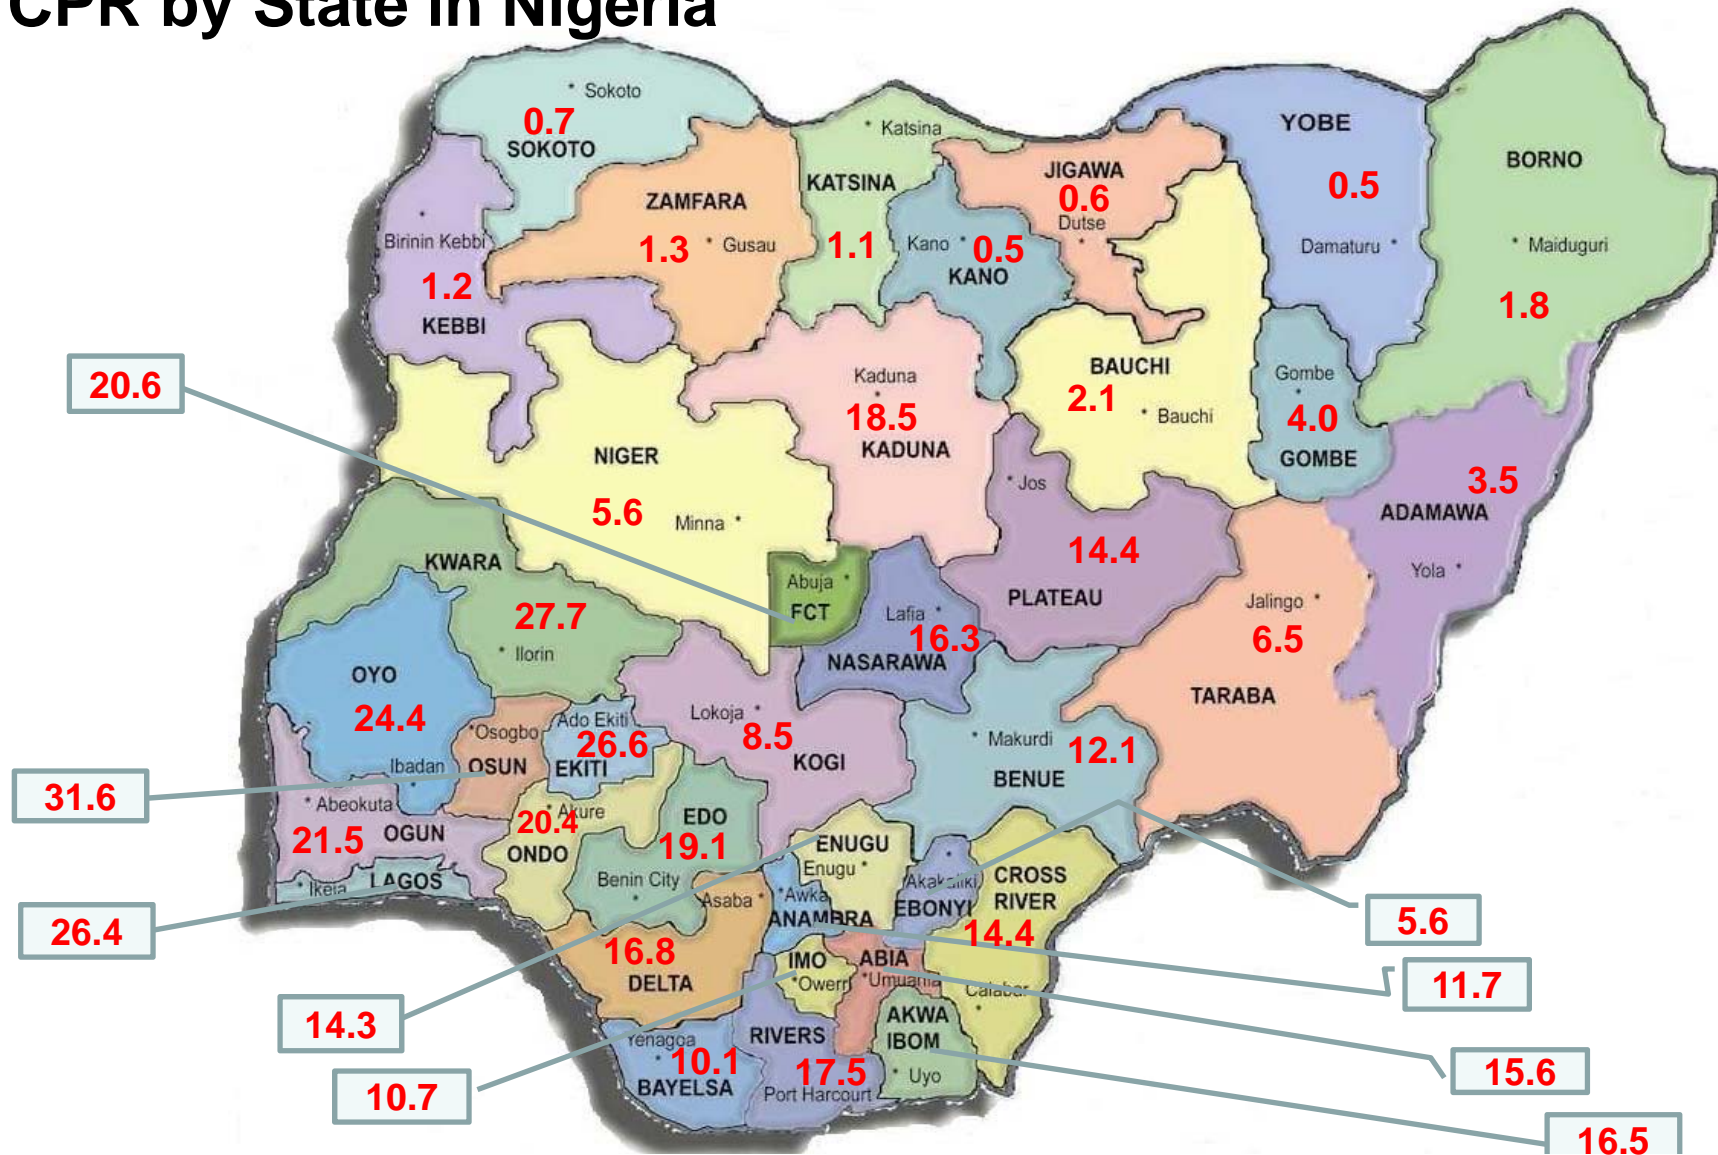 CPR by State in Nigeria
Sokoto
0.7
SOKOTO
Katsina
KATSINA
1.1
ZAMFARA
1.3
Gusau
Birinin Kebbi
1.2
KEBBI
JIGAWA
0.6
Dutse
Kano
0.5
KANO
YOBE
0.5
Damaturu
BORNO
Maiduguri
1.8
20.6
Kaduna
18.5
KADUNA
BAUCHI
2.1
Bauchi
Gombe
4.0
GOMBE
NIGER
5.6
Minna
Jos
14.4
PLATEAU
3.5
ADAMAWA
Yola
KWARA
27.7
Ilorin
Abuja
FCT
Lafia
16.3
NASARAWA
Jalingo
6.5
TARABA
OYO
24.4
Ibadan
Osogbo
OSUN
Ado Ekiti
26.6
EKITI
Lokoja
8.5
KOGI
Makurdi
12.1
BENUE
31.6
Abeokuta
21.5
OGUN
Akure
20.4
ONDO
EDO
19.1
Benin City
ENUGU
Enugu
Ikeja
LAGOS
26.4
Asaba
Awka
ANAMBRA
EBONYI
CROSS
RIVER
14.4
Calabar
5.6
16.8
DELTA
IMO
Owerri
ABIA
Umuahia
11.7
14.3
AKWA
IBOM
Uyo
RIVERS
17.5
Port Harcourt
Yenagoa
10.1
BAYELSA
10.7
15.6
16.5